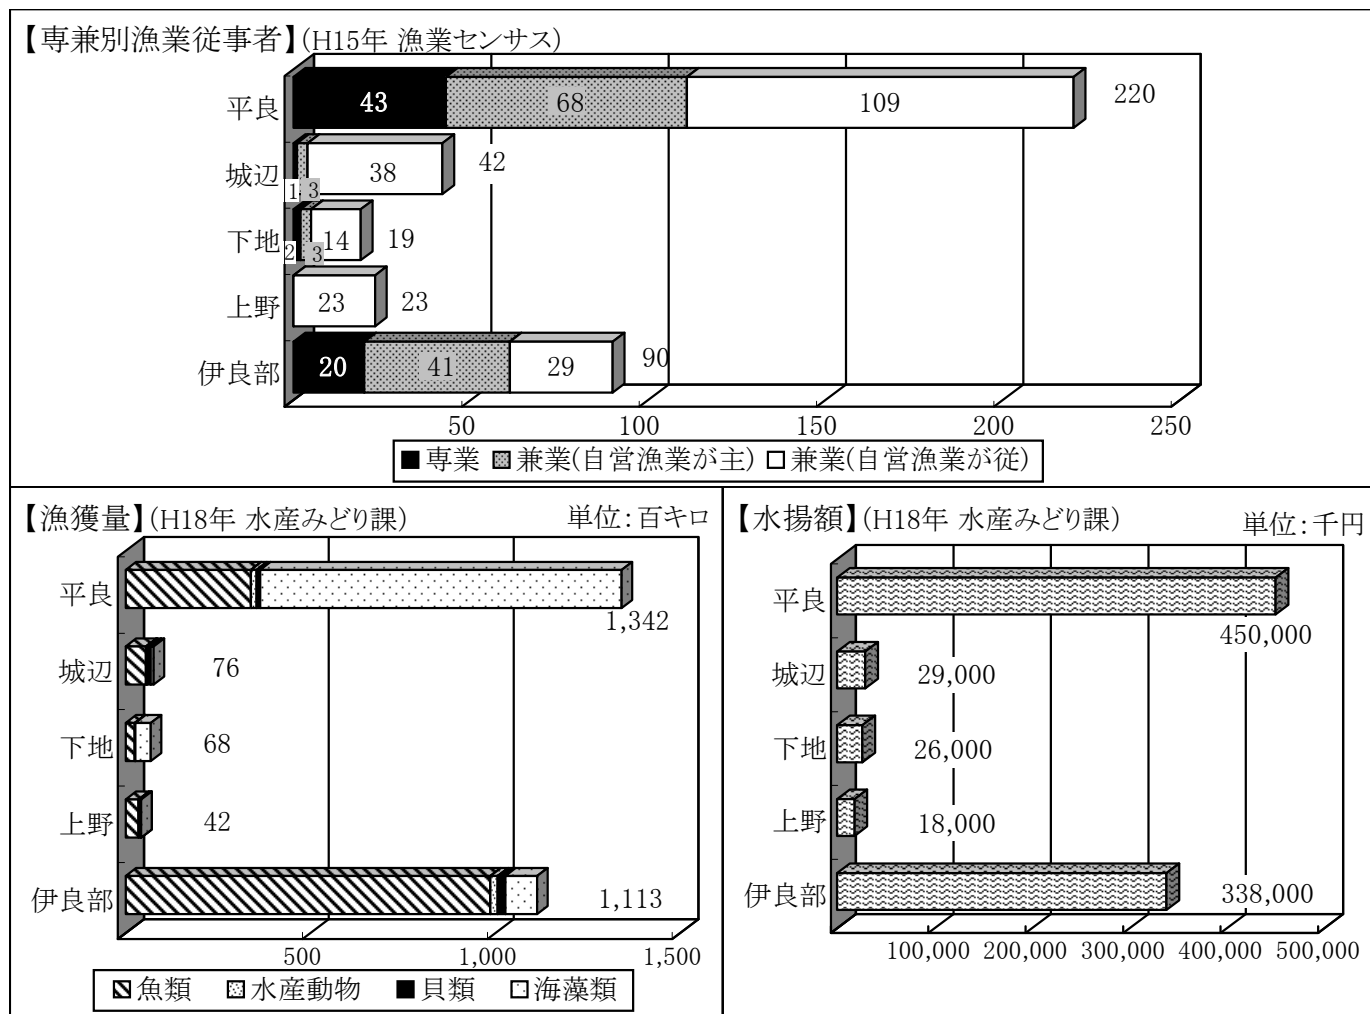 【専兼別漁業従事者】(H15年 漁業センサス)
平良 43 68 109 220
城辺 1 3 38 42
下地 2 3 14 19
上野 23 23
伊良部 20 41 29 90
50 100 150 200 250
専業 兼業(自営漁業が主) 兼業(自営漁業が従)
【漁獲量】(H18年 水産みどり課) 単位:百キロ
平良 1,342
城辺 76
下地 68
上野 42
伊良部 1,113
500 1,000 1,500
魚類 水産動物 貝類 海藻類
【水揚額】(H18年 水産みどり課) 単位:千円
平良 450,000
城辺 29,000
下地 26,000
上野 18,000
伊良部 338,000
100,000 200,000 300,000 400,000 500,000